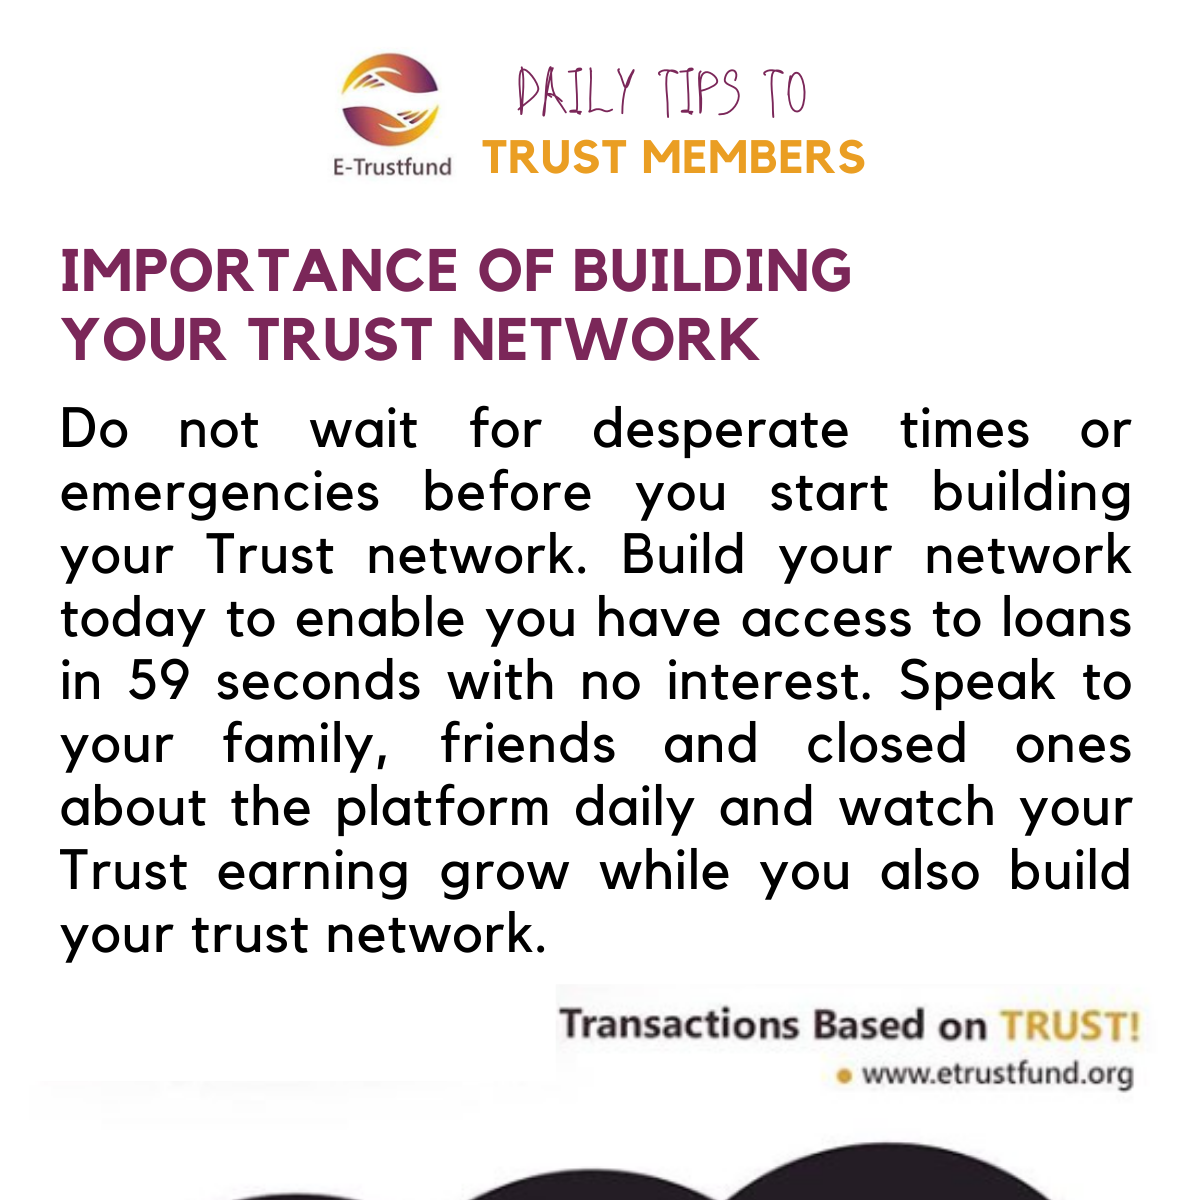 DAILY TIPS TO
E-Trustfund
TRUST MEMBERS
IMPORTANCE OF BUILDING
YOUR TRUST NETWORK
Do not wait for desperate times or
emergencies before you start building
your Trust network. Build your network
today to enable you have access to loans
in 59 seconds with no interest. Speak to
your family, friends and closed ones
about the platform daily and watch your
Trust earning grow while you also build
your trust network.
Transactions Based on TRUST!
• www.etrustfund.org